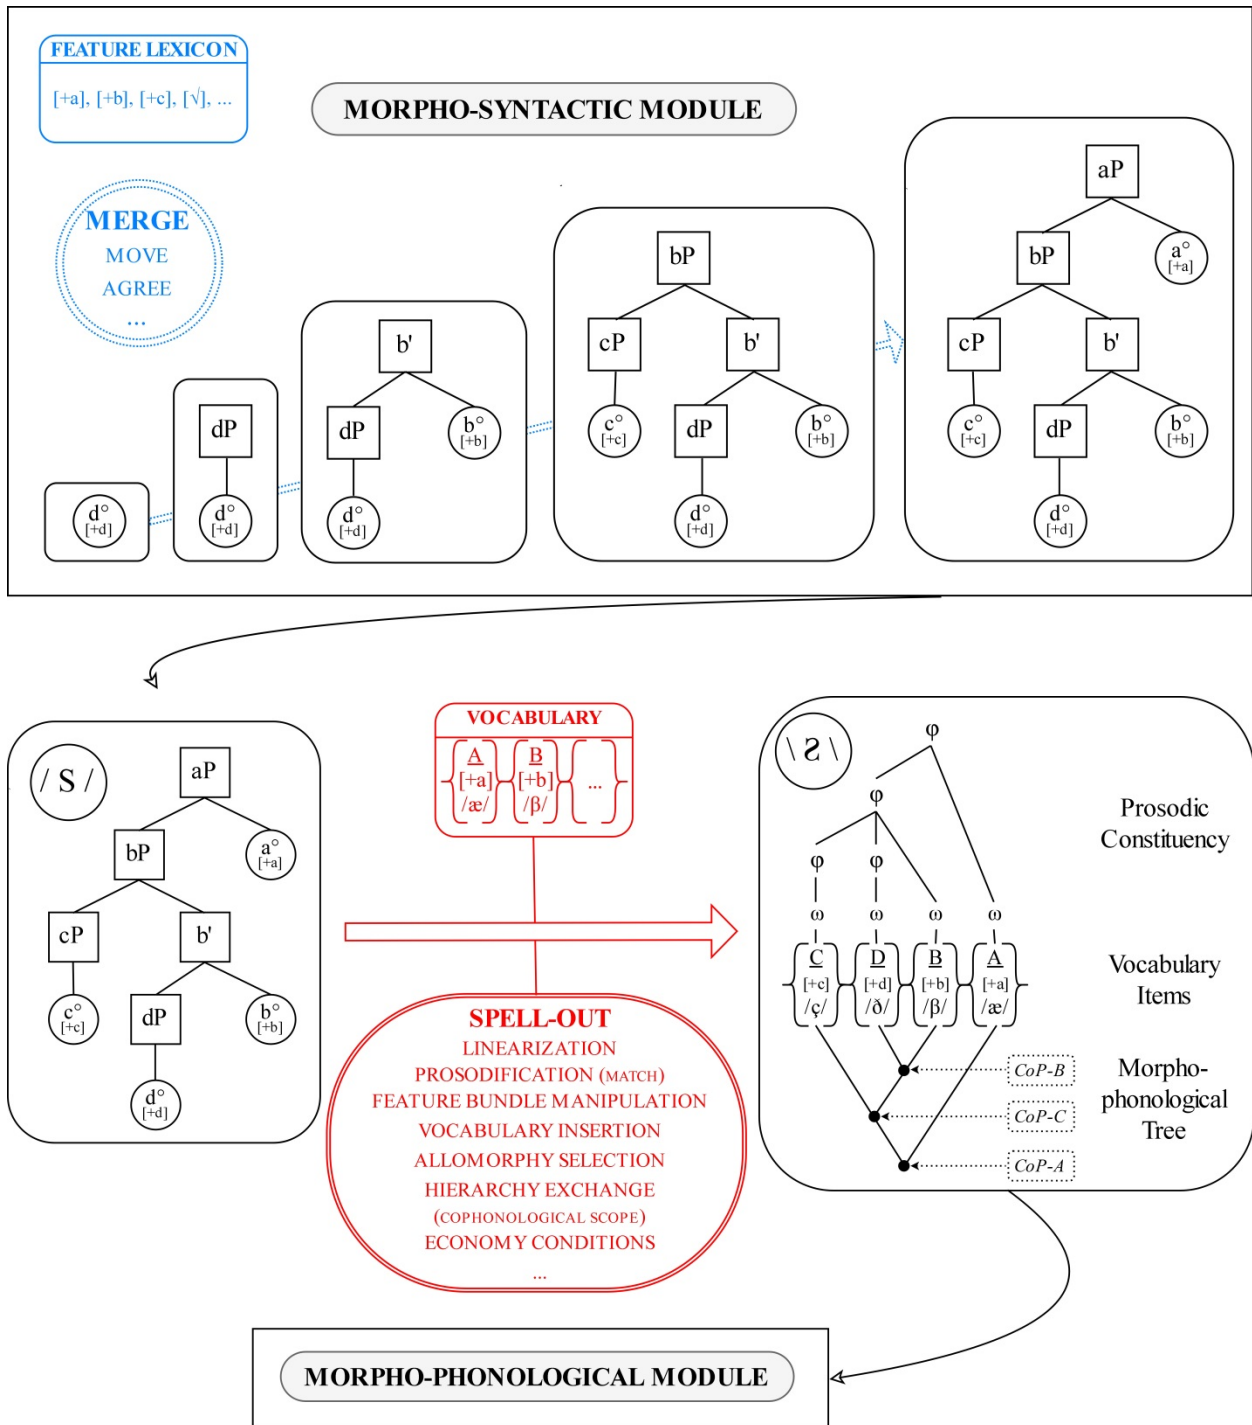 FEATURE LEXICON
[+a], [+b], [+c], [√], ...
MORPHO-SYNTACTIC MODULE
MERGE
MOVE
AGREE
...
d°
[+d]
dP
d°
[+d]
b'
dP
b°
[+b]
d°
[+d]
bP
cP
b'
c°
[+c]
dP
b°
[+b]
d°
[+d]
aP
bP
a°
[+a]
cP
b'
c°
[+c]
dP
b°
[+b]
d°
[+d]
/ S /
aP
bP
a°
[+a]
cP
b'
c°
[+c]
dP
b°
[+b]
d°
[+d]
VOCABULARY
A B
[+a] [+b] ...
/æ/ /β/
SPELL-OUT
LINEARIZATION
PROSODIFICATION (MATCH)
FEATURE BUNDLE MANIPULATION
VOCABULARY INSERTION
ALLOMORPHY SELECTION
HIERARCHY EXCHANGE
(COPHONOLOGICAL SCOPE)
ECONOMY CONDITIONS
...
/ Ƨ /
φ
φ
φ φ
ω ω ω ω
C D B A
[+c] [+d] [+b] [+a]
/ç/ /ð/ /β/ /æ/
Prosodic
Constituency
Vocabulary
Items
CoP-B
CoP-C
CoP-A
Morpho-
phonological
Tree
MORPHO-PHONOLOGICAL MODULE